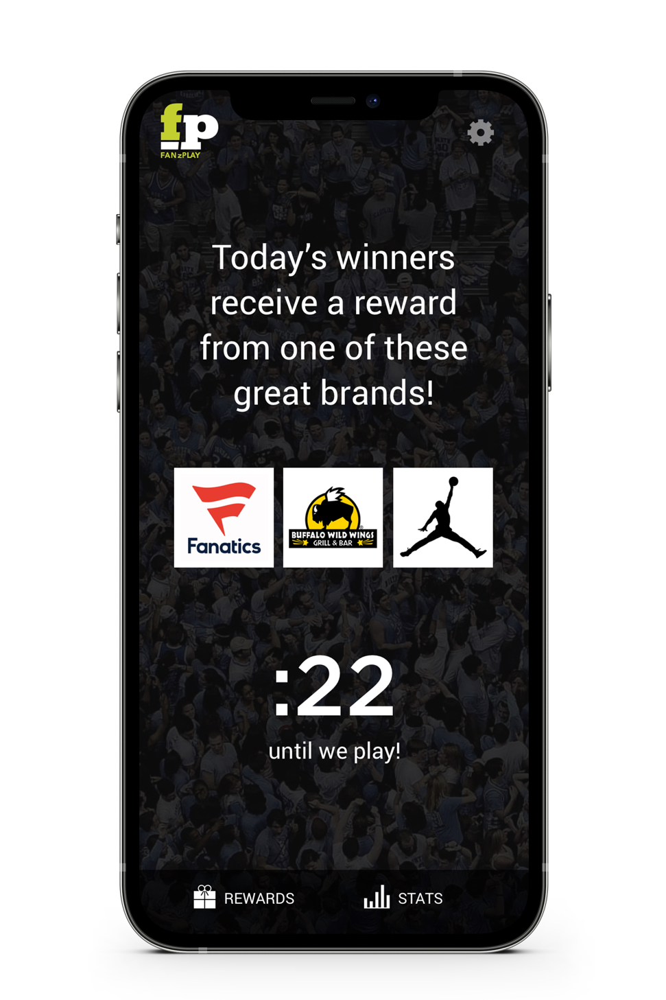 fp
FANzPLAY
Today’s winners
receive a reward
from one of these
great brands!
Fanatics
BUFFALO WILD WINGS
GRILL & BAR
:22
until we play!
REWARDS
STATS